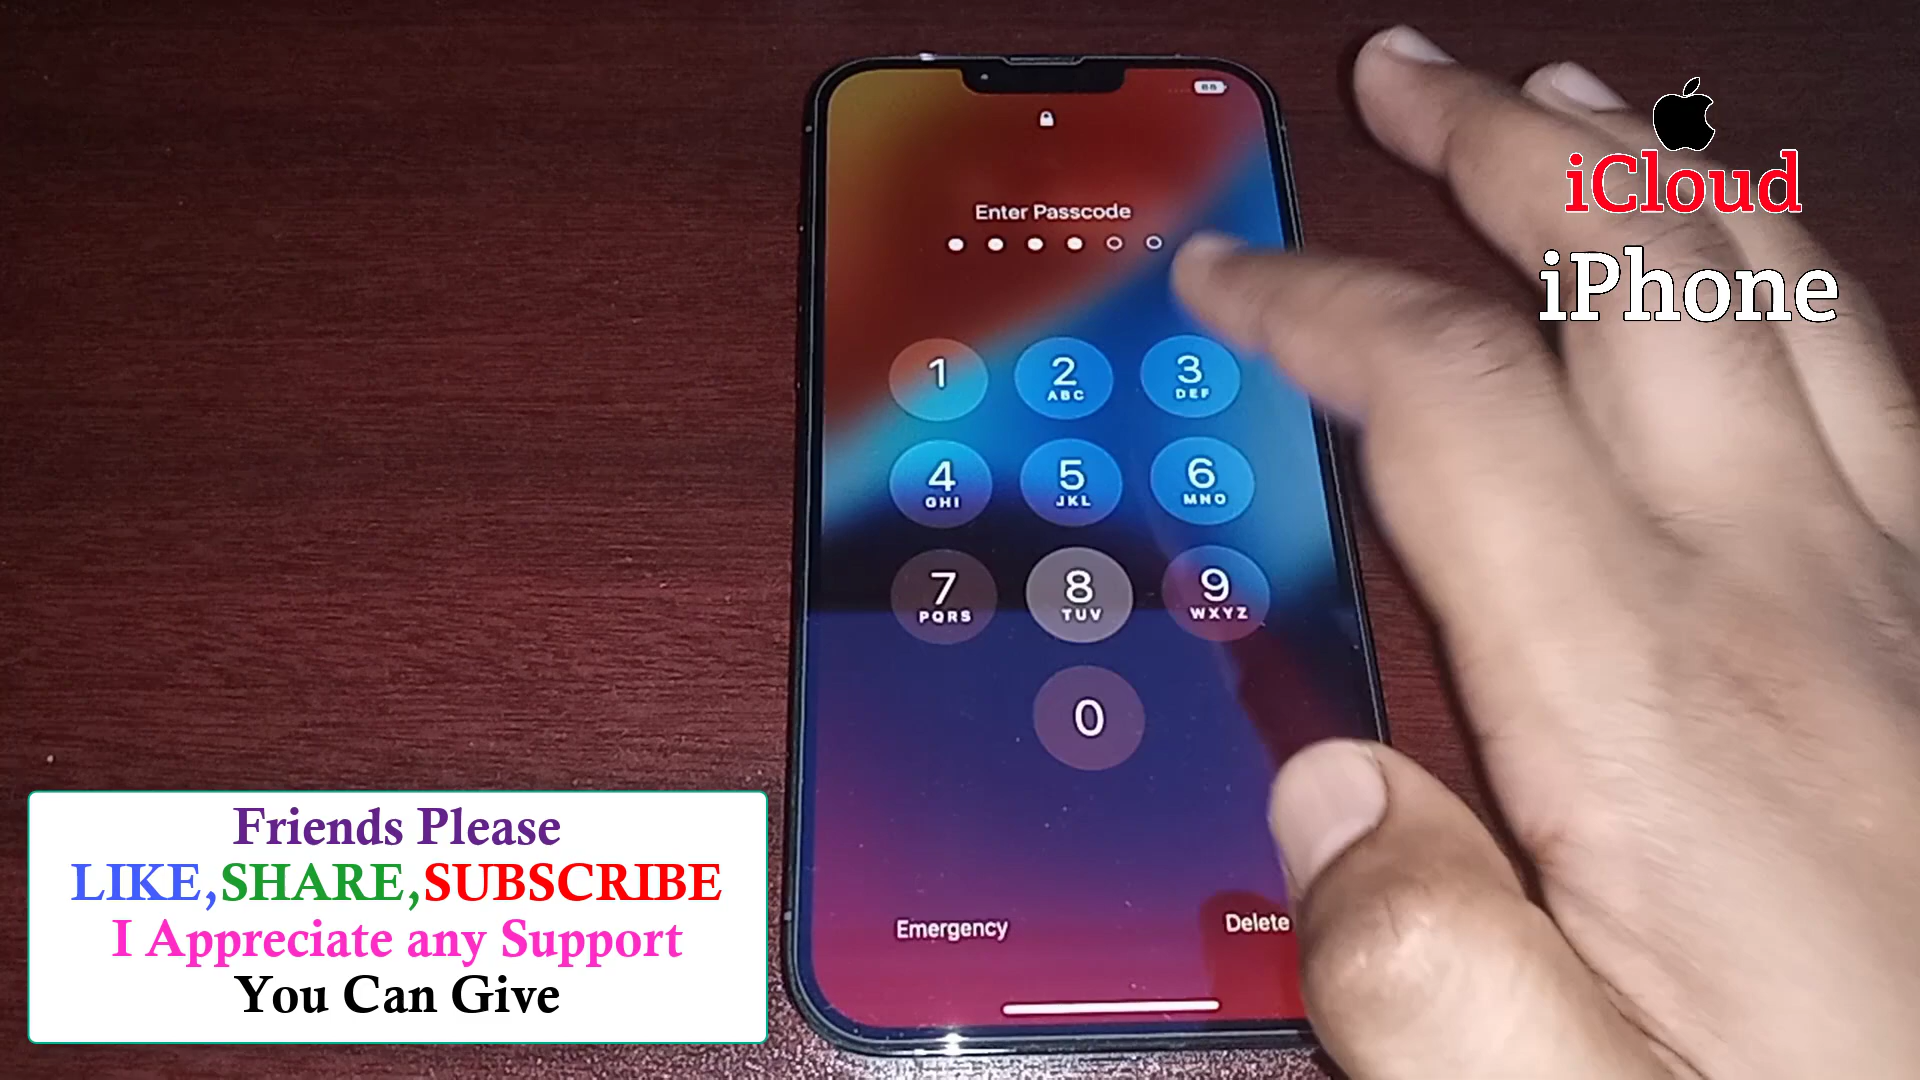 88
Enter Passcode
1
2
ABC
3
DEF
4
GHI
5
JKL
6
MNO
7
PQRS
8
TUV
9
WXYZ
0
Emergency
Delete
iCloud
iPhone
Friends Please
LIKE,SHARE,SUBSCRIBE
I Appreciate any Support
You Can Give